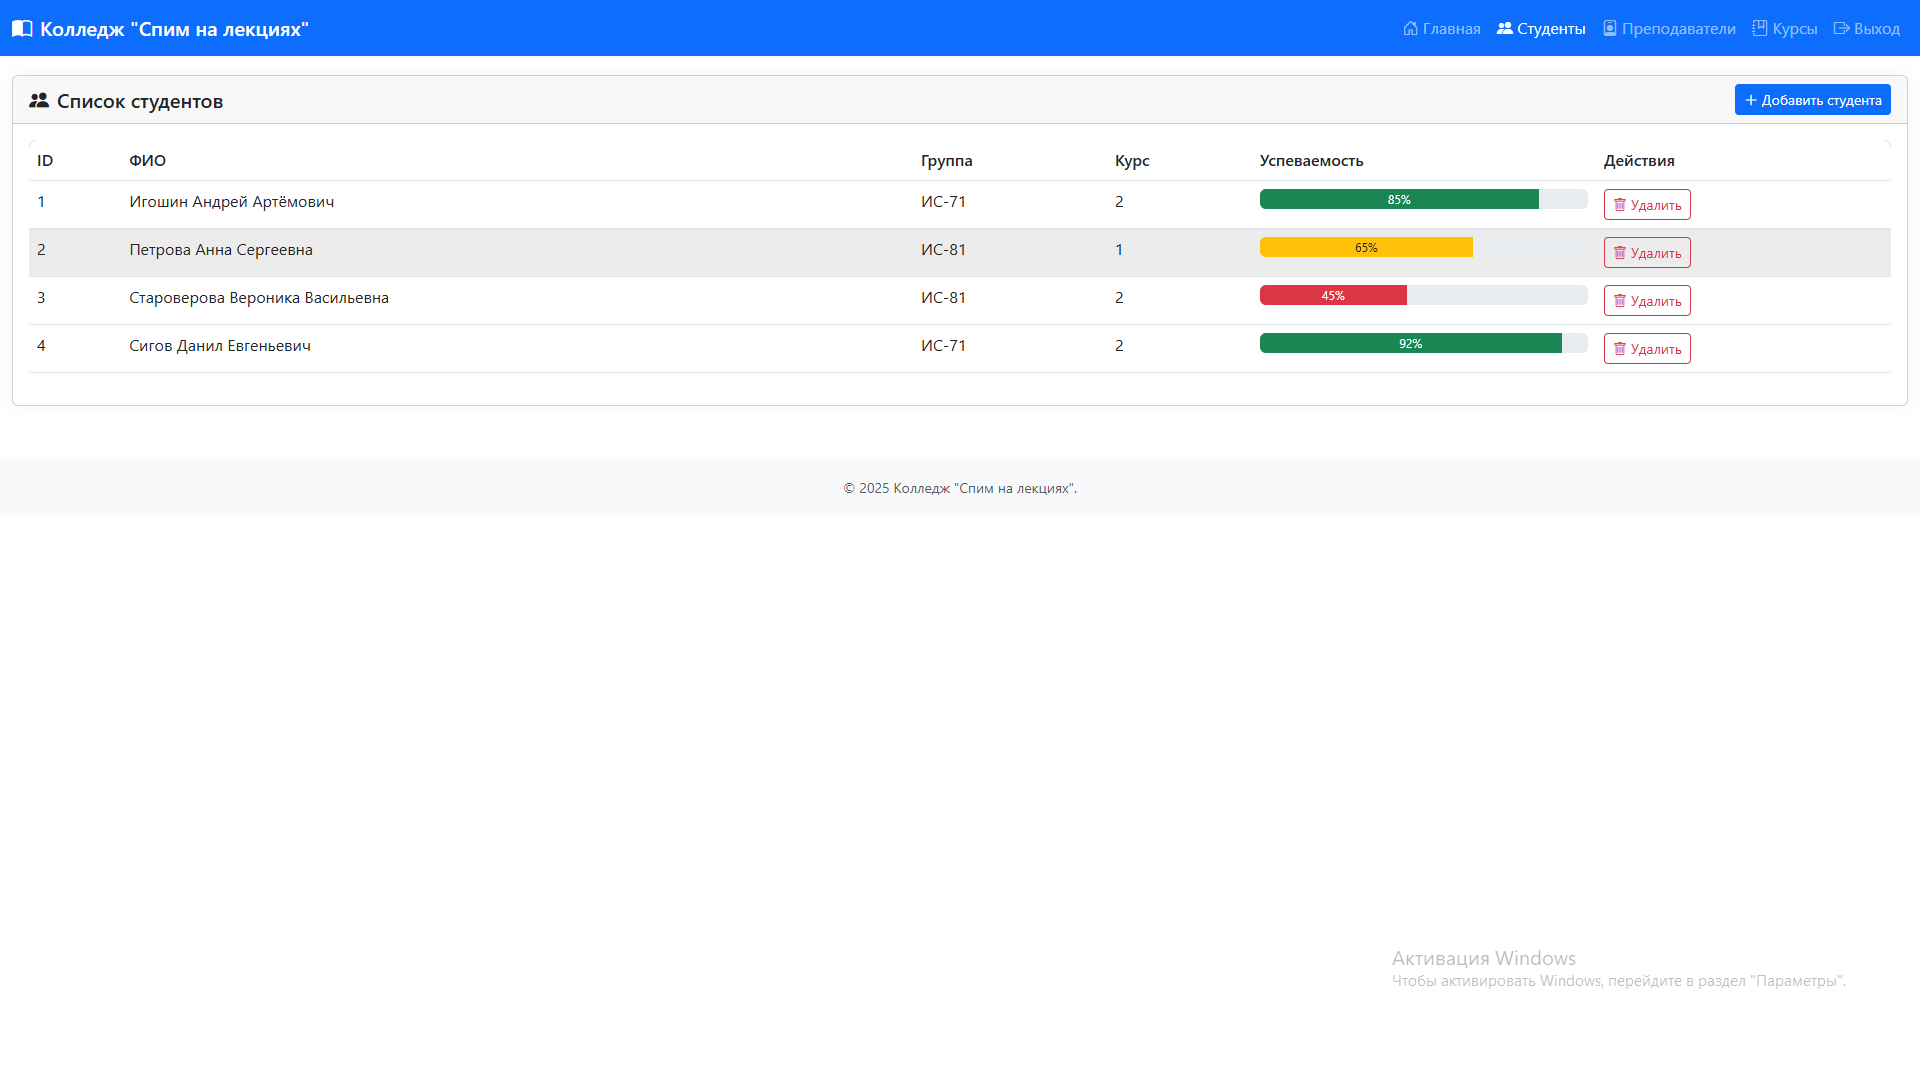 Колледж "Спим на лекциях" Главная Студенты Преподаватели Курсы Выход
Список студентов + Добавить студента
ID ФИО Группа Курс Успеваемость Действия
1 Игошин Андрей Артёмович ИС-71 2 85% Удалить
2 Петрова Анна Сергеевна ИС-81 1 65% Удалить
3 Староверова Вероника Васильевна ИС-81 2 45% Удалить
4 Сигов Данил Евгеньевич ИС-71 2 92% Удалить
© 2025 Колледж "Спим на лекциях".
Активация Windows
Чтобы активировать Windows, перейдите в раздел "Параметры".